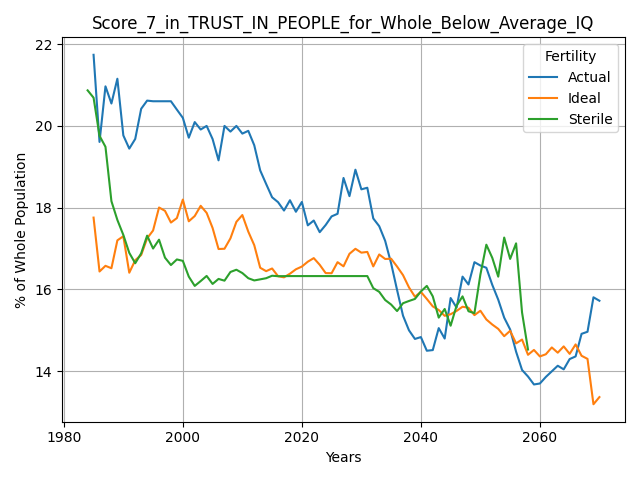 Score_7_in_TRUST_IN_PEOPLE_for_Whole_Below_Average_IQ
Fertility
Actual
Ideal
Sterile
% of Whole Population
22
20
18
16
14
1980
2000
2020
2040
2060
Years